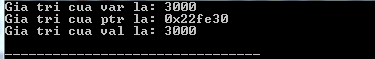 Gia tri cua var la: 3000
Gia tri cua ptr la: 0x22fe30
Gia tri cua val la: 3000
--------------------------------